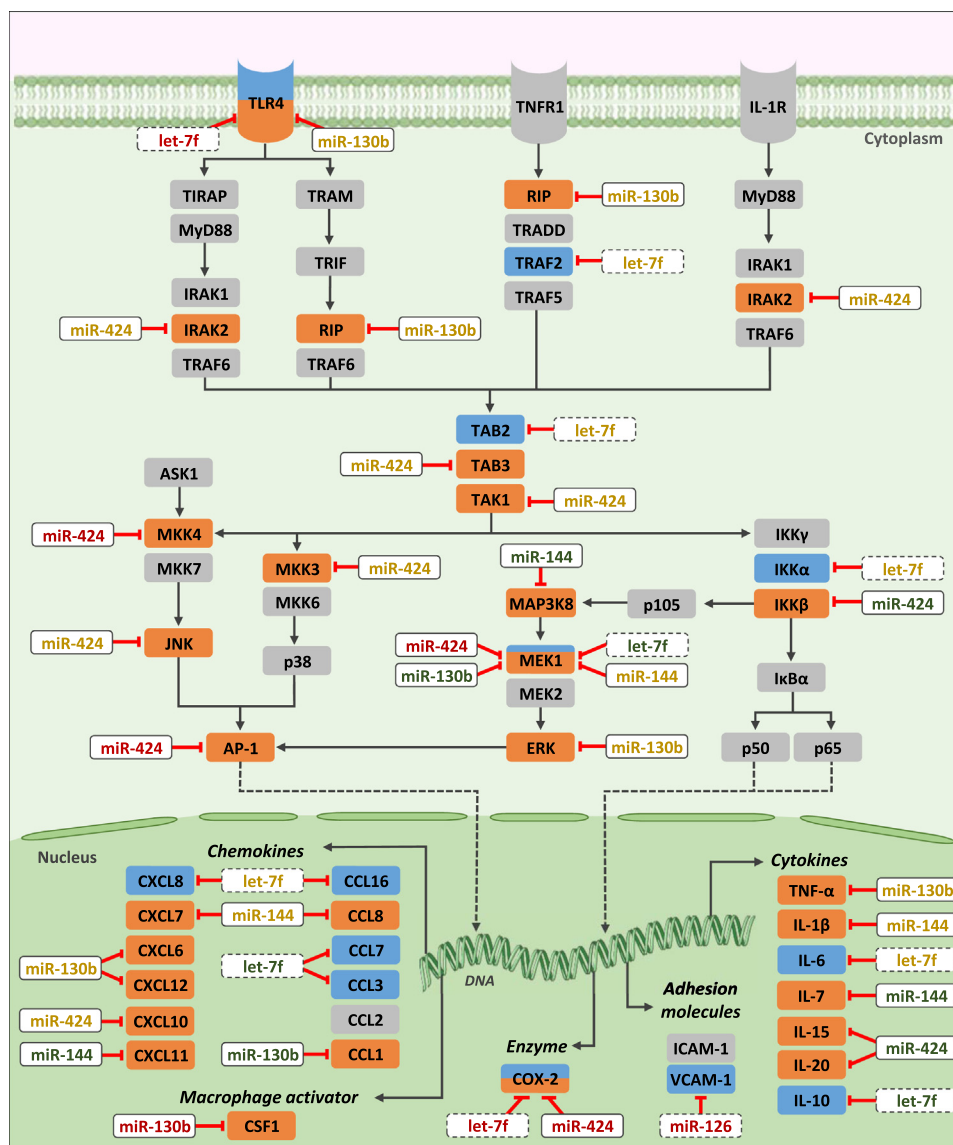 TLR4
TNFR1
IL-1R
let-7f
miR-130b
Cytoplasm
TIRAP
TRAM
RIP
miR-130b
MyD88
MyD88
TRADD
TRIF
TRAF2
let-7f
IRAK1
IRAK1
TRAF5
IRAK2
miR-424
miR-424
IRAK2
RIP
miR-130b
TRAF6
TRAF6
TRAF6
TAB2
let-7f
miR-424
TAB3
ASK1
TAK1
miR-424
miR-424
MKK4
IKKγ
miR-144
MKK7
MKK3
miR-424
IKKα
let-7f
MKK6
MAP3K8
p105
IKKβ
miR-424
miR-424
JNK
miR-424
let-7f
p38
MEK1
miR-130b
miR-144
IκBα
MEK2
miR-424
AP-1
ERK
miR-130b
p50
p65
Nucleus
Chemokines
Cytokines
CXCL8
let-7f
CCL16
TNF-α
miR-130b
CXCL7
miR-144
CCL8
IL-1β
miR-144
CXCL6
CCL7
miR-130b
let-7f
IL-6
let-7f
CXCL12
CCL3
DNA
IL-7
miR-144
Adhesion
molecules
miR-424
CXCL10
CCL2
IL-15
miR-424
miR-144
CXCL11
miR-130b
CCL1
Enzyme
ICAM-1
IL-20
COX-2
VCAM-1
Macrophage activator
IL-10
let-7f
miR-130b
CSF1
let-7f
miR-424
miR-126